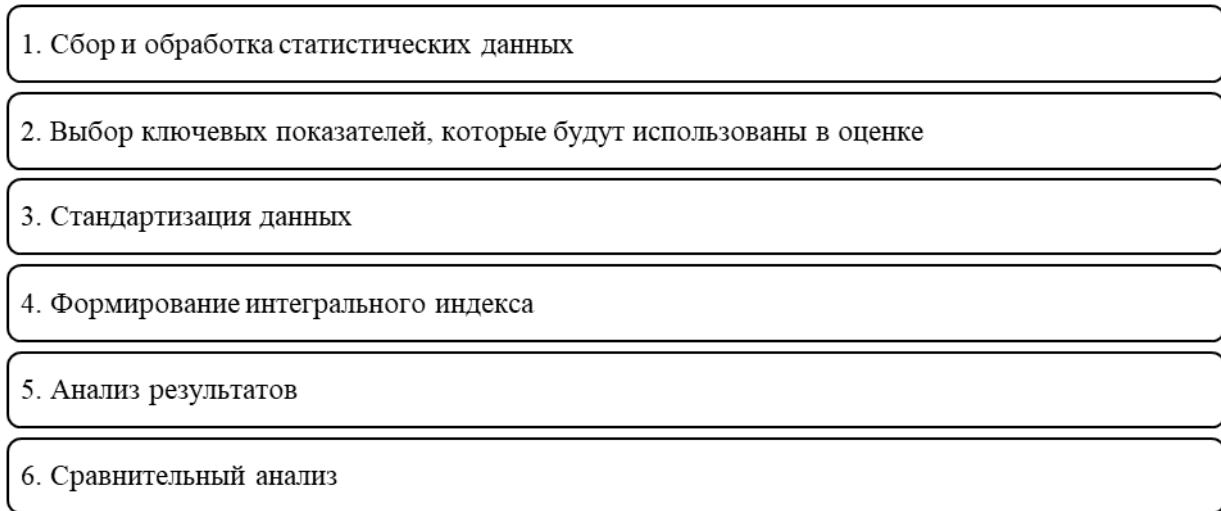 1. Сбор и обработка статистических данных
2. Выбор ключевых показателей, которые будут использованы в оценке
3. Стандартизация данных
4. Формирование интегрального индекса
5. Анализ результатов
6. Сравнительный анализ